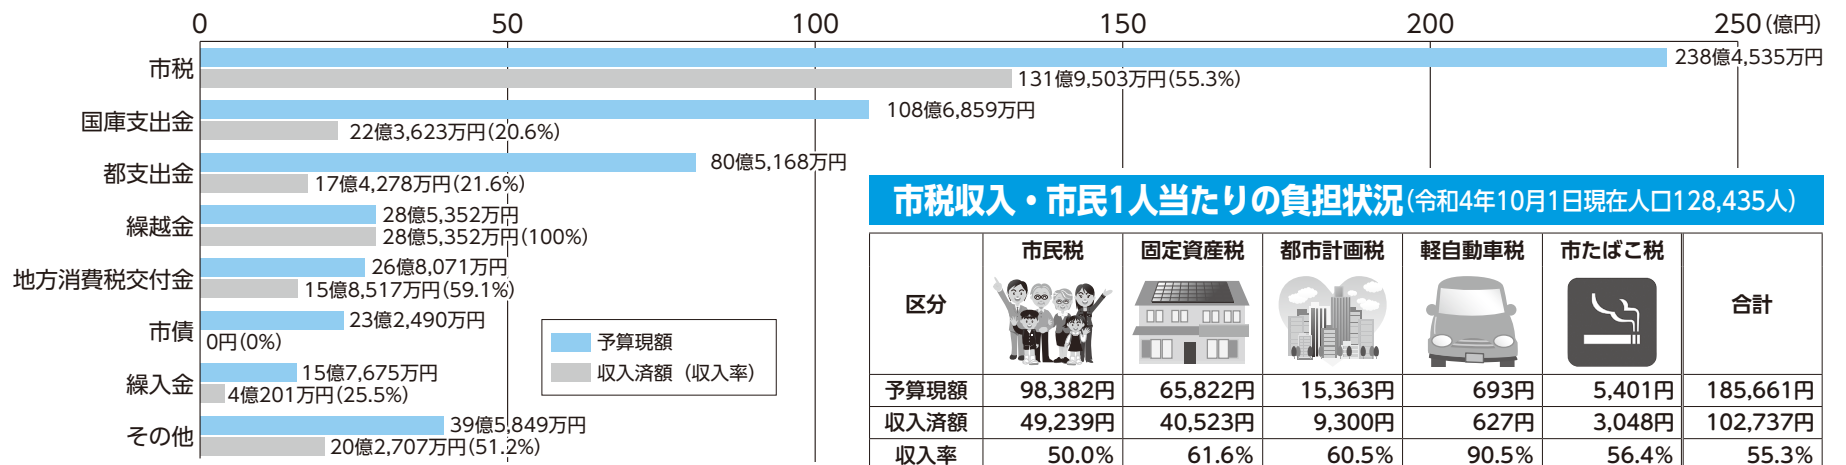 0 50 100 150 200 250(億円)
市税 238億4,535万円
131億9,503万円(55.3%)
国庫支出金 108億6,859万円
22億3,623万円(20.6%)
都支出金 80億5,168万円
17億4,278万円(21.6%)
繰越金 28億5,352万円
28億5,352万円(100%)
地方消費税交付金 26億8,071万円
15億8,517万円(59.1%)
市債 23億2,490万円
0円(0%)
繰入金 15億7,675万円
4億201万円(25.5%)
その他 39億5,849万円
20億2,707万円(51.2%)
予算現額
収入済額(収入率)
市税収入・市民1人当たりの負担状況(令和4年10月1日現在人口128,435人)
区分 市民税 固定資産税 都市計画税 軽自動車税 市たばこ税 合計
予算現額 98,382円 65,822円 15,363円 693円 5,401円 185,661円
収入済額 49,239円 40,523円 9,300円 627円 3,048円 102,737円
収入率 50.0% 61.6% 60.5% 90.5% 56.4% 55.3%